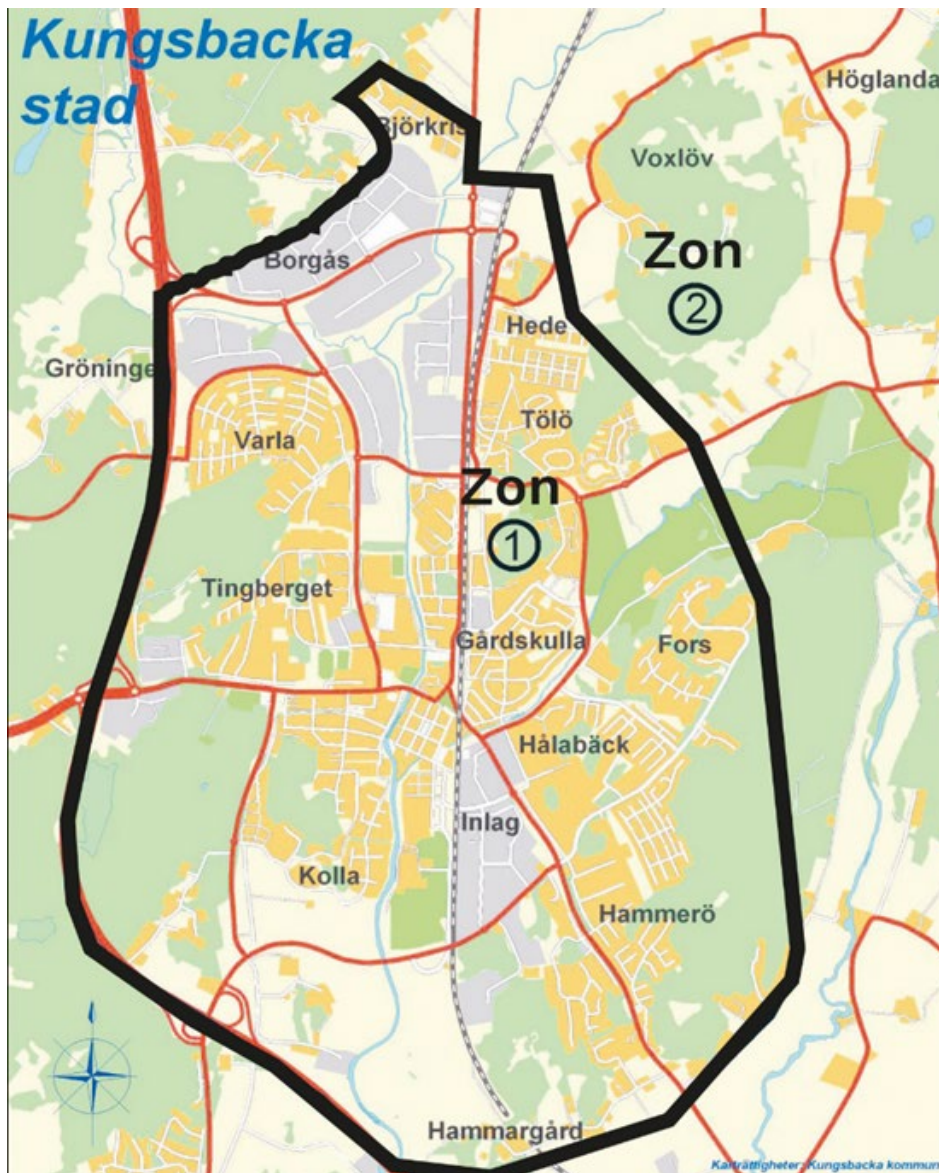 Kungsbacka
stad
Höglanda
Björkris
Voxlöv
Borgås
Zon
2
Hede
Gröninge
Tölö
Varla
Zon
1
Tingberget
Gårdskulla
Fors
Hålabäck
Inlag
Kolla
Hammerö
Hammargård
Karträttigheter: Kungsbacka kommun